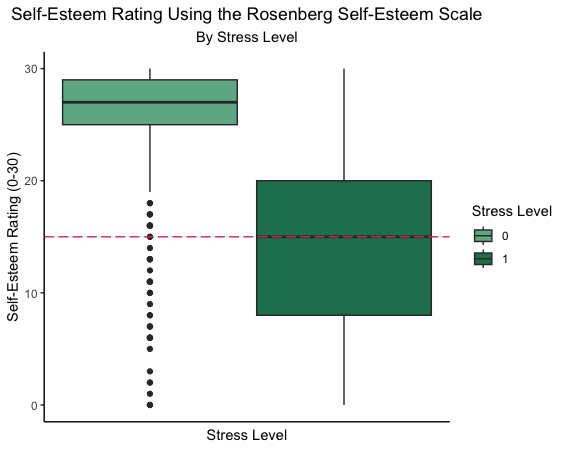 Self-Esteem Rating Using the Rosenberg Self-Esteem Scale
By Stress Level
Self-Esteem Rating (0-30)
30
20
10
0
Stress Level
Stress Level
0
1